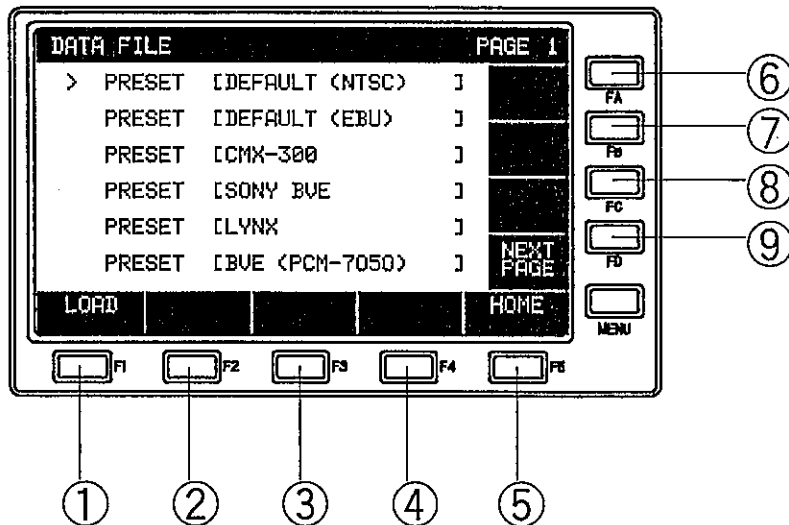 DATA FILE PAGE 1
> PRESET [DEFAULT (NTSC) ]
PRESET [DEFAULT (EBU) ]
PRESET [CMX-300 ]
PRESET [SONY BVE ]
PRESET [LYNX ]
PRESET [BVE (PCM-7050) ]
NEXT
PAGE
LOAD HOME
FA
FB
FC
FD
MENU
F1 F2 F3 F4 F5
⑥
⑦
⑧
⑨
① ② ③ ④ ⑤